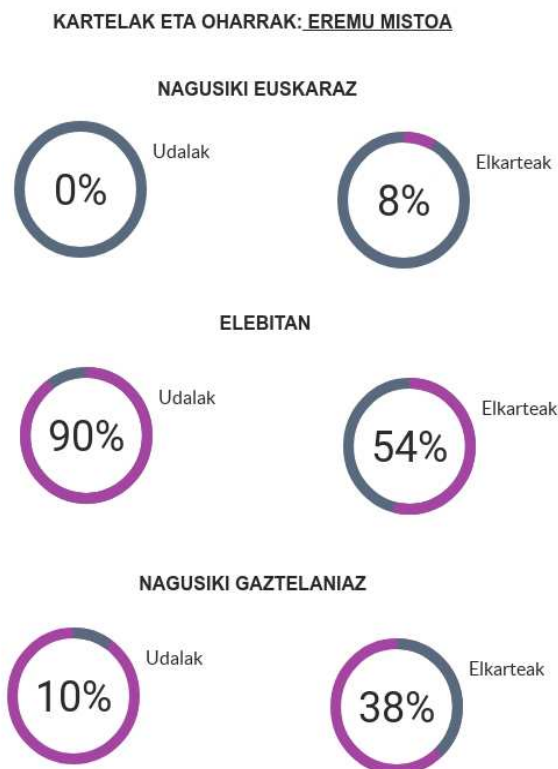 KARTELAK ETA OHARRAK: EREMU MISTOA
NAGUSIKI EUSKARAZ
0%
Udalak
8%
Elkarteak
ELEBITAN
90%
Udalak
54%
Elkarteak
NAGUSIKI GAZTELANIAZ
10%
Udalak
38%
Elkarteak